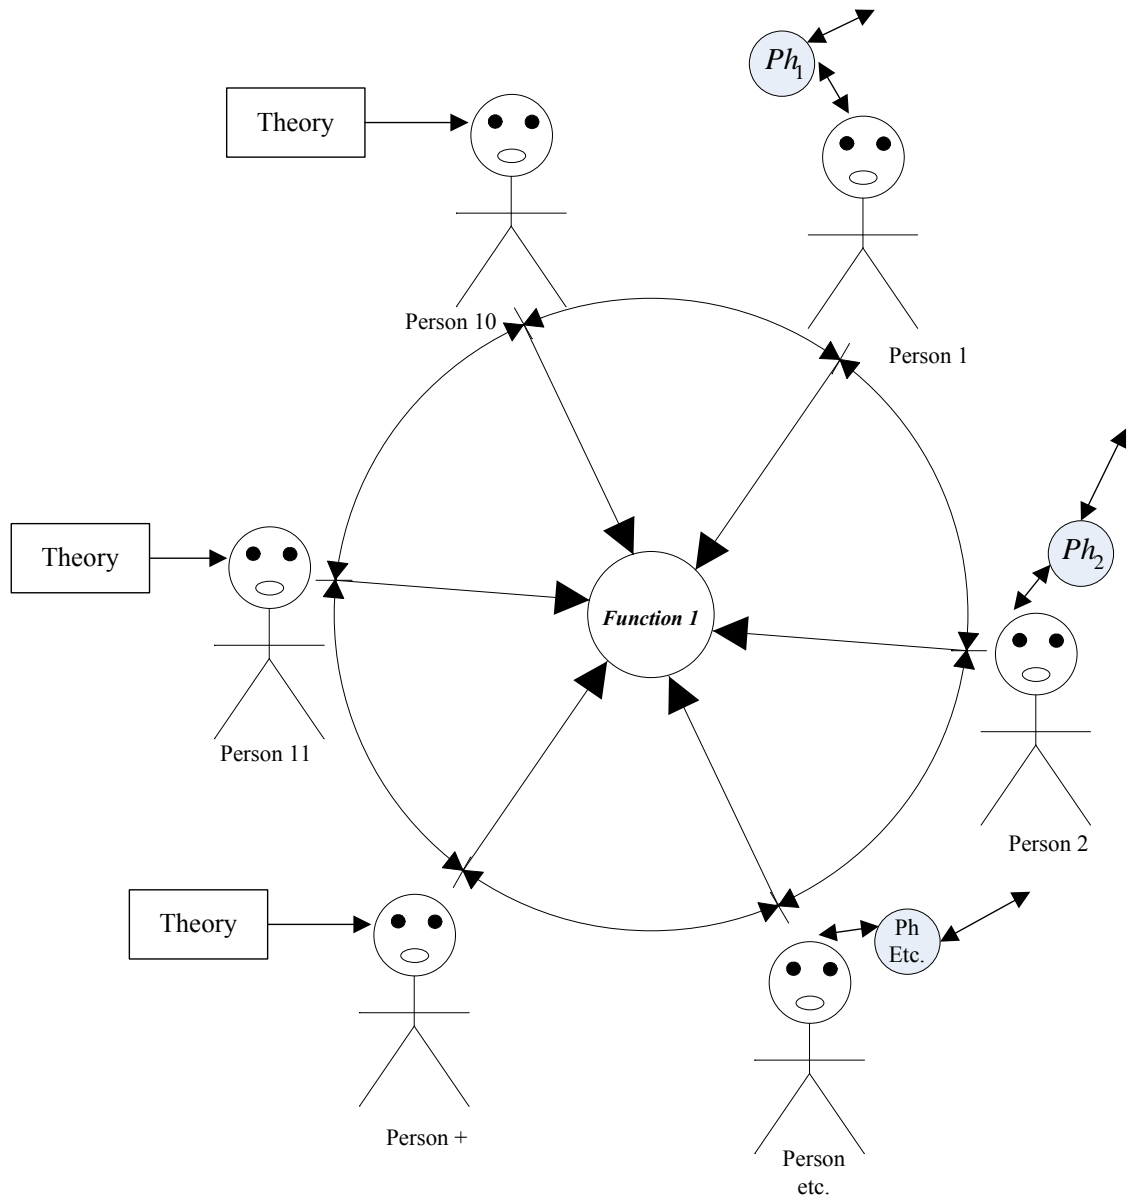 Ph1
Theory
Person 10
Person 1
Theory
Ph2
Function 1
Person 11
Person 2
Theory
Ph
Etc.
Person +
Person
etc.